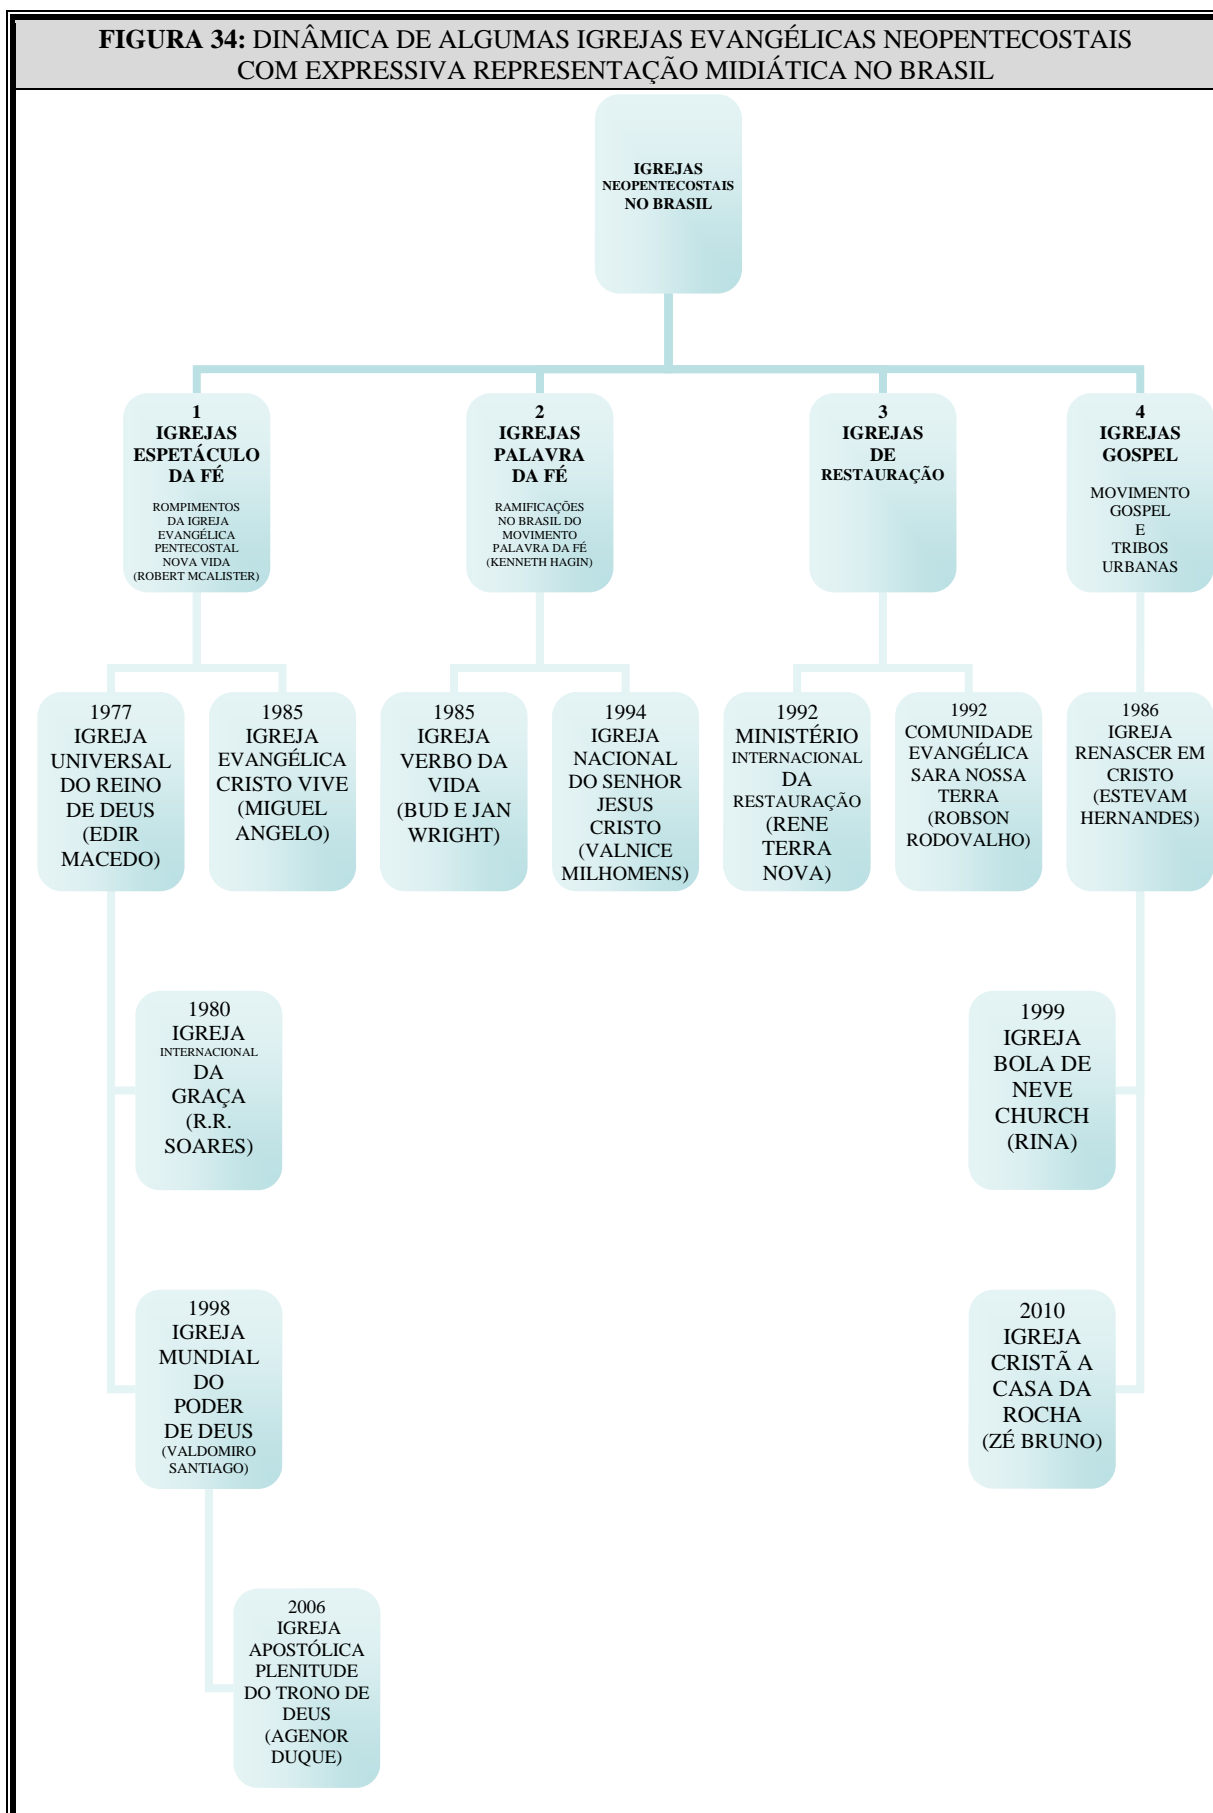 FIGURA 34: DINÂMICA DE ALGUMAS IGREJAS EVANGÉLICAS NEOPENTECOSTAIS
COM EXPRESSIVA REPRESENTAÇÃO MIDIÁTICA NO BRASIL
IGREJAS
NEOPENTECOSTAIS
NO BRASIL
1
IGREJAS
ESPETÁCULO
DA FÉ
ROMPIMENTOS
DA IGREJA
EVANGÉLICA
PENTECOSTAL
NOVA VIDA
(ROBERT MCALISTER)
2
IGREJAS
PALAVRA
DA FÉ
RAMIFICAÇÕES
NO BRASIL DO
MOVIMENTO
PALAVRA DA FÉ
(KENNETH HAGIN)
3
IGREJAS
DE
RESTAURAÇÃO
4
IGREJAS
GOSPEL
MOVIMENTO
GOSPEL
E
TRIBOS
URBANAS
1977
IGREJA
UNIVERSAL
DO REINO
DE DEUS
(EDIR
MACEDO)
1985
IGREJA
EVANGÉLICA
CRISTO VIVE
(MIGUEL
ANGELO)
1985
IGREJA
VERBO DA
VIDA
(BUD E JAN
WRIGHT)
1994
IGREJA
NACIONAL
DO SENHOR
JESUS
CRISTO
(VALNICE
MILHOMENS)
1992
MINISTÉRIO
INTERNACIONAL
DA
RESTAURAÇÃO
(RENE
TERRA
NOVA)
1992
COMUNIDADE
EVANGÉLICA
SARA NOSSA
TERRA
(ROBSON
RODOVALHO)
1986
IGREJA
RENASCER EM
CRISTO
(ESTEVAM
HERNANDES)
1980
IGREJA
INTERNACIONAL
DA
GRAÇA
(R.R.
SOARES)
1999
IGREJA
BOLA DE
NEVE
CHURCH
(RINA)
1998
IGREJA
MUNDIAL
DO
PODER
DE DEUS
(VALDOMIRO
SANTIAGO)
2010
IGREJA
CRISTÃ A
CASA DA
ROCHA
(ZÉ BRUNO)
2006
IGREJA
APOSTÓLICA
PLENITUDE
DO TRONO DE
DEUS
(AGENOR
DUQUE)